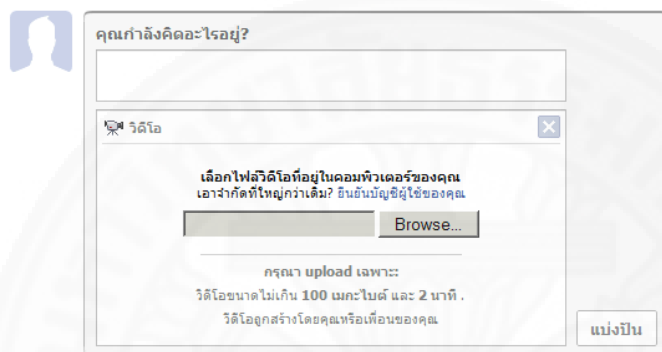 คุณกำลังคิดอะไรอยู่?
วิดีโอ
เลือกไฟล์วิดีโอที่อยู่ในคอมพิวเตอร์ของคุณ
เอาจำกัดที่ใหญ่กว่าเดิม? ยืนยันบัญชีผู้ใช้ของคุณ
Browse...
กรุณา upload เฉพาะ:
วิดีโอขนาดไม่เกิน 100 เมกะไบต์ และ 2 นาที .
วิดีโอถูกสร้างโดยคุณหรือเพื่อนของคุณ
แบ่งปัน